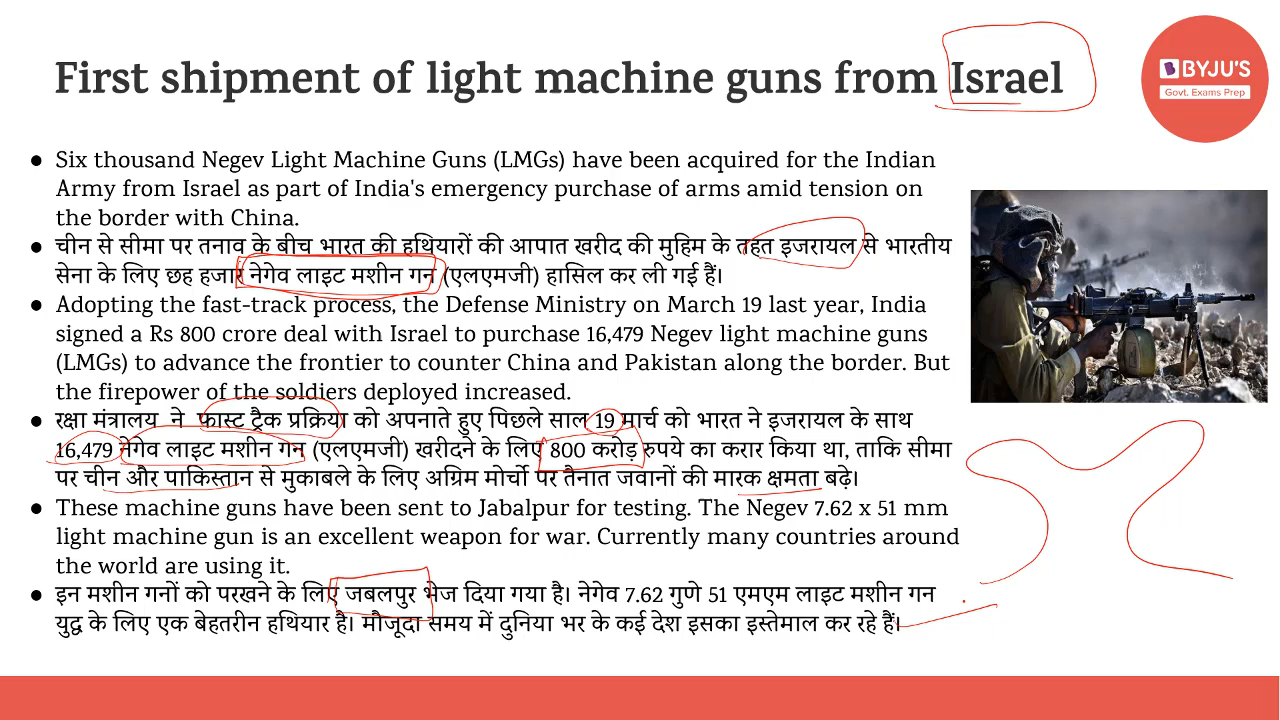 First shipment of light machine guns from Israel
BYJU'S
Govt. Exams Prep
● Six thousand Negev Light Machine Guns (LMGs) have been acquired for the Indian
Army from Israel as part of India's emergency purchase of arms amid tension on
the border with China.
● चीन से सीमा पर तनाव के बीच भारत की हथियारों की आपात खरीद की मुहिम के तहत इजरायल से भारतीय
सेना के लिए छह हजार नेगेव लाइट मशीन गन (एलएमजी) हासिल कर ली गई हैं।
● Adopting the fast-track process, the Defense Ministry on March 19 last year, India
signed a Rs 800 crore deal with Israel to purchase 16,479 Negev light machine guns
(LMGs) to advance the frontier to counter China and Pakistan along the border. But
the firepower of the soldiers deployed increased.
● रक्षा मंत्रालय ने फास्ट ट्रैक प्रक्रिया को अपनाते हुए पिछले साल 19 मार्च को भारत ने इजरायल के साथ
16,479 नेगेव लाइट मशीन गन (एलएमजी) खरीदने के लिए 800 करोड़ रुपये का करार किया था, ताकि सीमा
पर चीन और पाकिस्तान से मुकाबले के लिए अग्रिम मोर्चो पर तैनात जवानों की मारक क्षमता बढ़े।
● These machine guns have been sent to Jabalpur for testing. The Negev 7.62 x 51 mm
light machine gun is an excellent weapon for war. Currently many countries around
the world are using it.
● इन मशीन गनों को परखने के लिए जबलपुर भेज दिया गया है। नेगेव 7.62 गुणे 51 एमएम लाइट मशीन गन
युद्ध के लिए एक बेहतरीन हथियार है। मौजूदा समय में दुनिया भर के कई देश इसका इस्तेमाल कर रहे हैं।